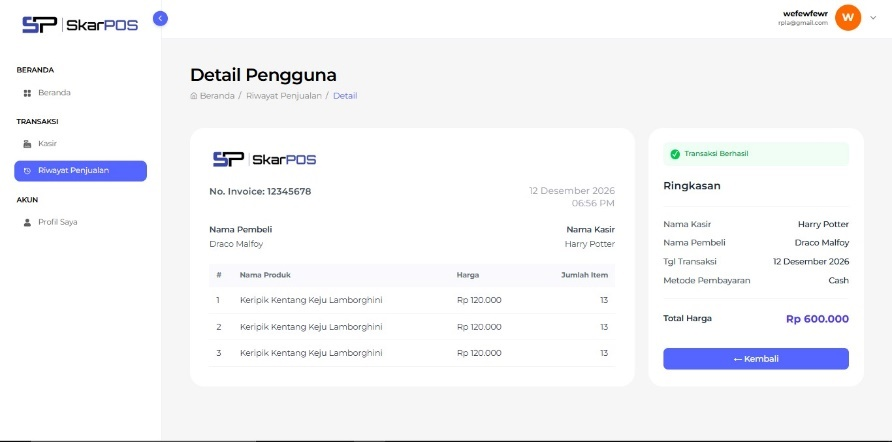 SP | SkarPOS
wefewfewr
rpla@gmail.com
W
BERANDA
Beranda
TRANSAKSI
Kasir
Riwayat Penjualan
AKUN
Profil Saya
Detail Pengguna
Beranda / Riwayat Penjualan / Detail
SP | SkarPOS
No. Invoice: 12345678
12 Desember 2026
06:56 PM
Nama Pembeli
Draco Malfoy
Nama Kasir
Harry Potter
# Nama Produk Harga Jumlah Item
1 Keripik Kentang Keju Lamborghini Rp 120.000 13
2 Keripik Kentang Keju Lamborghini Rp 120.000 13
3 Keripik Kentang Keju Lamborghini Rp 120.000 13
Transaksi Berhasil
Ringkasan
Nama Kasir Harry Potter
Nama Pembeli Draco Malfoy
Tgl Transaksi 12 Desember 2026
Metode Pembayaran Cash
Total Harga Rp 600.000
← Kembali